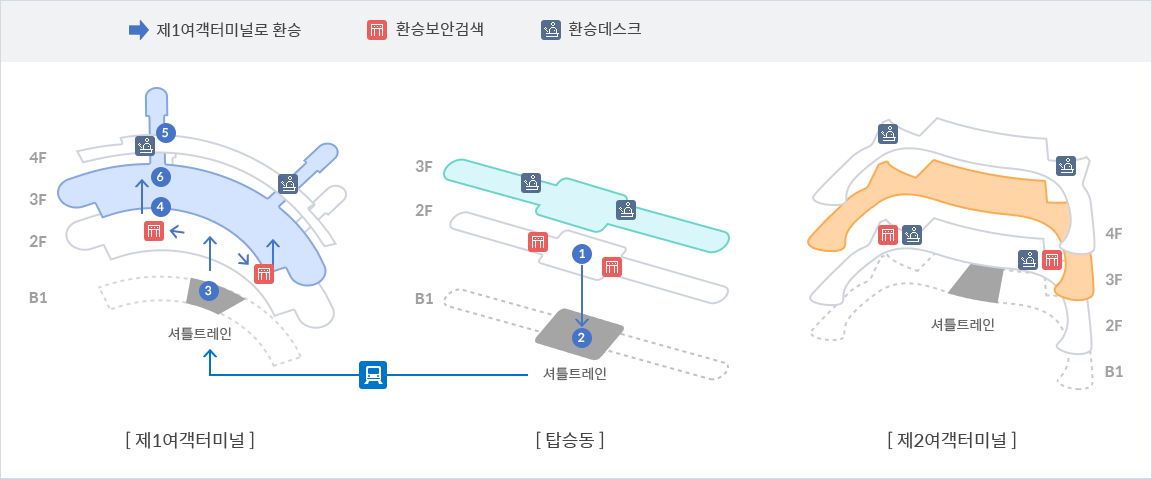 제1여객터미널로 환승
환승보안검색
환승데스크
4F
3F
2F
B1
5
6
4
3
셔틀트레인
[ 제1여객터미널 ]
3F
2F
B1
1
2
셔틀트레인
[ 탑승동 ]
4F
3F
2F
B1
셔틀트레인
[ 제2여객터미널 ]